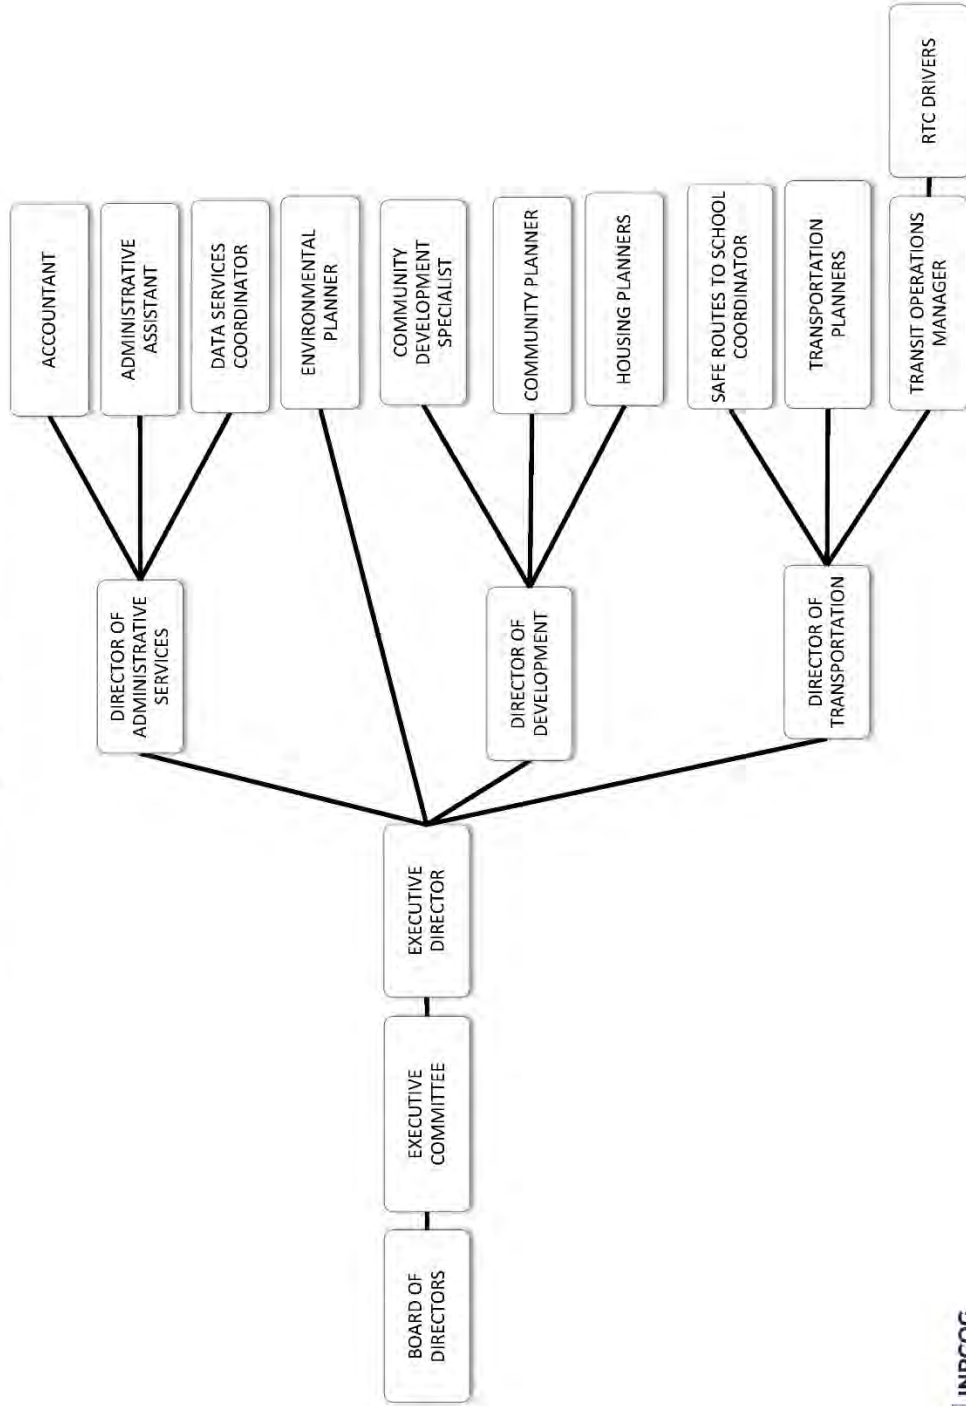 INRCOG
BOARD OF
DIRECTORS
EXECUTIVE
COMMITTEE
EXECUTIVE
DIRECTOR
DIRECTOR OF
ADMINISTRATIVE
SERVICES
ACCOUNTANT
ADMINISTRATIVE
ASSISTANT
DATA SERVICES
COORDINATOR
ENVIRONMENTAL
PLANNER
DIRECTOR OF
DEVELOPMENT
COMMUNITY
DEVELOPMENT
SPECIALIST
COMMUNITY PLANNER
HOUSING PLANNERS
DIRECTOR OF
TRANSPORTATION
SAFE ROUTES TO SCHOOL
COORDINATOR
TRANSPORTATION
PLANNERS
TRANSIT OPERATIONS
MANAGER
RTC DRIVERS